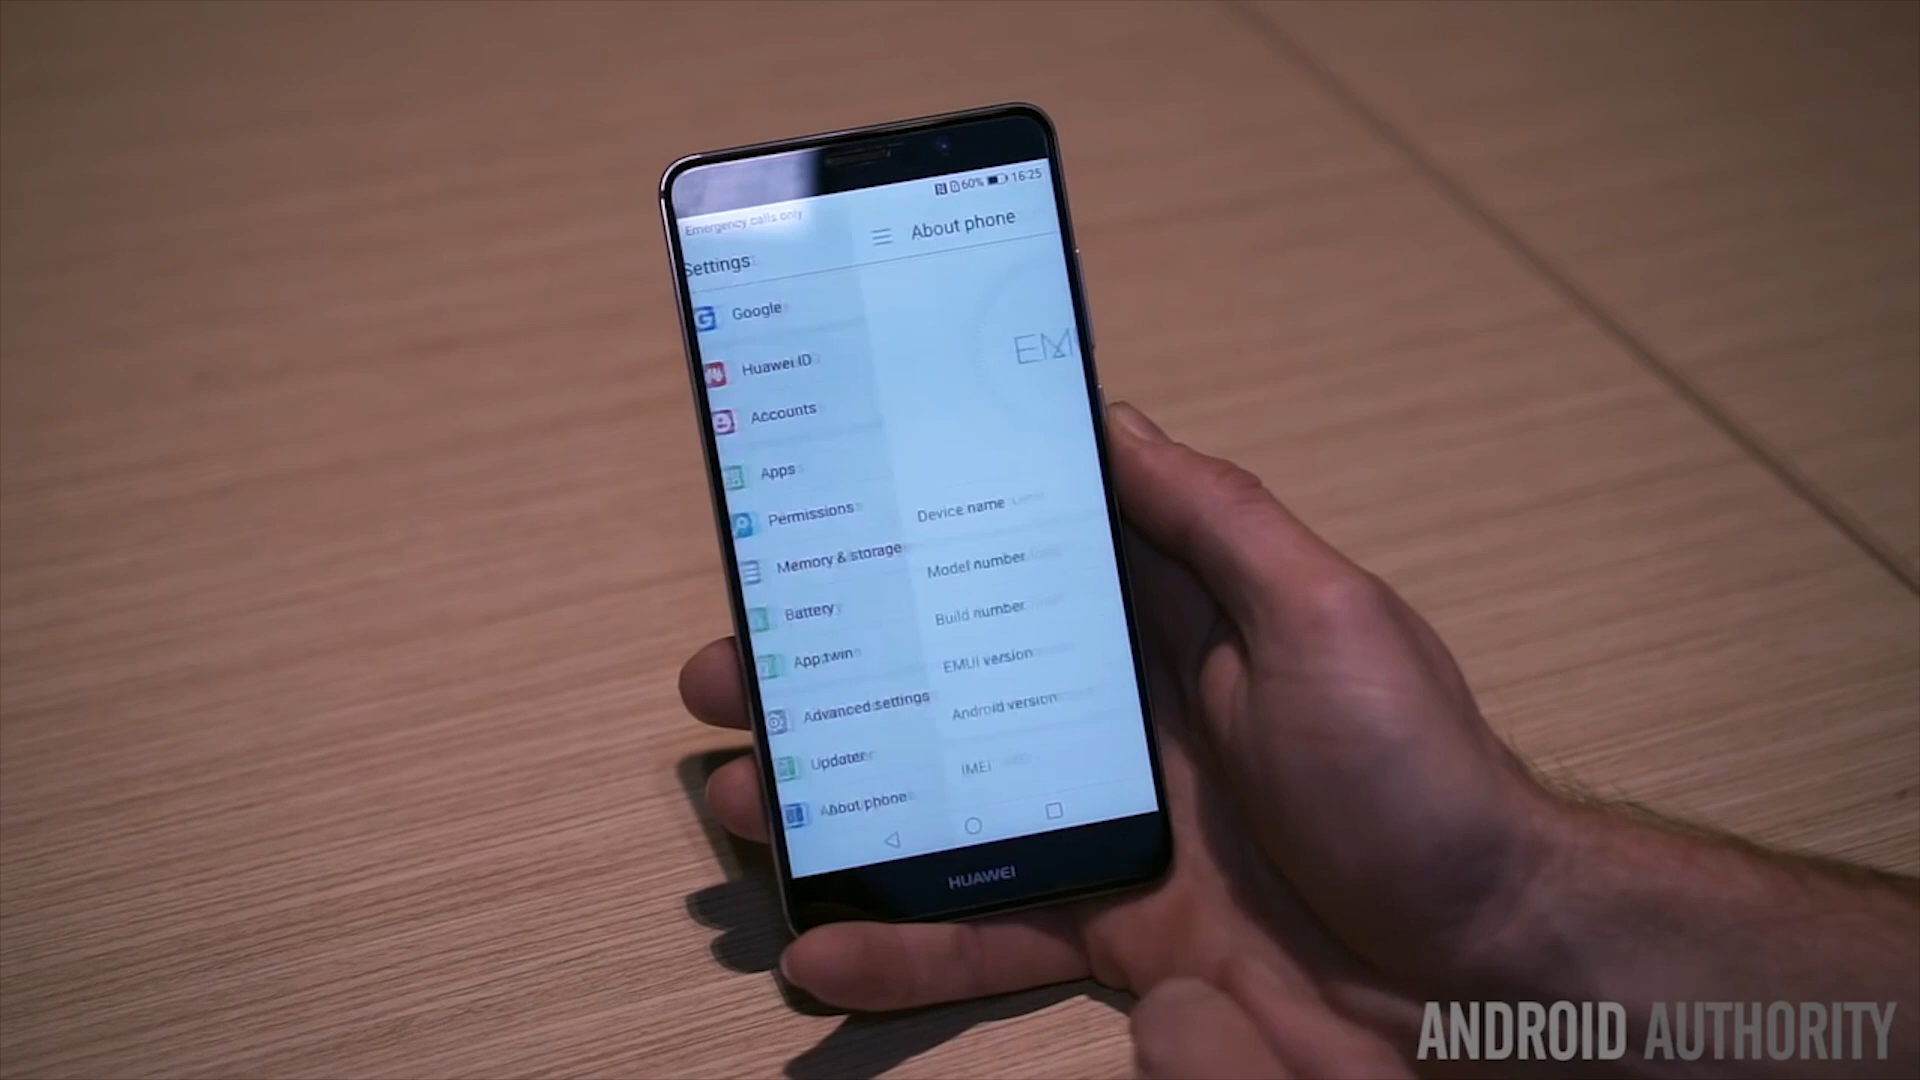 60% 16:25
Emergency calls only
About phone
Settings
Google
Huawei ID
Accounts
Apps
Permissions
Memory & storage
Battery
App twin
Advanced settings
Updater
About phone
EM
Device name
Model number
Build number
EMUI version
Android version
IMEI
HUAWEI
ANDROID AUTHORITY